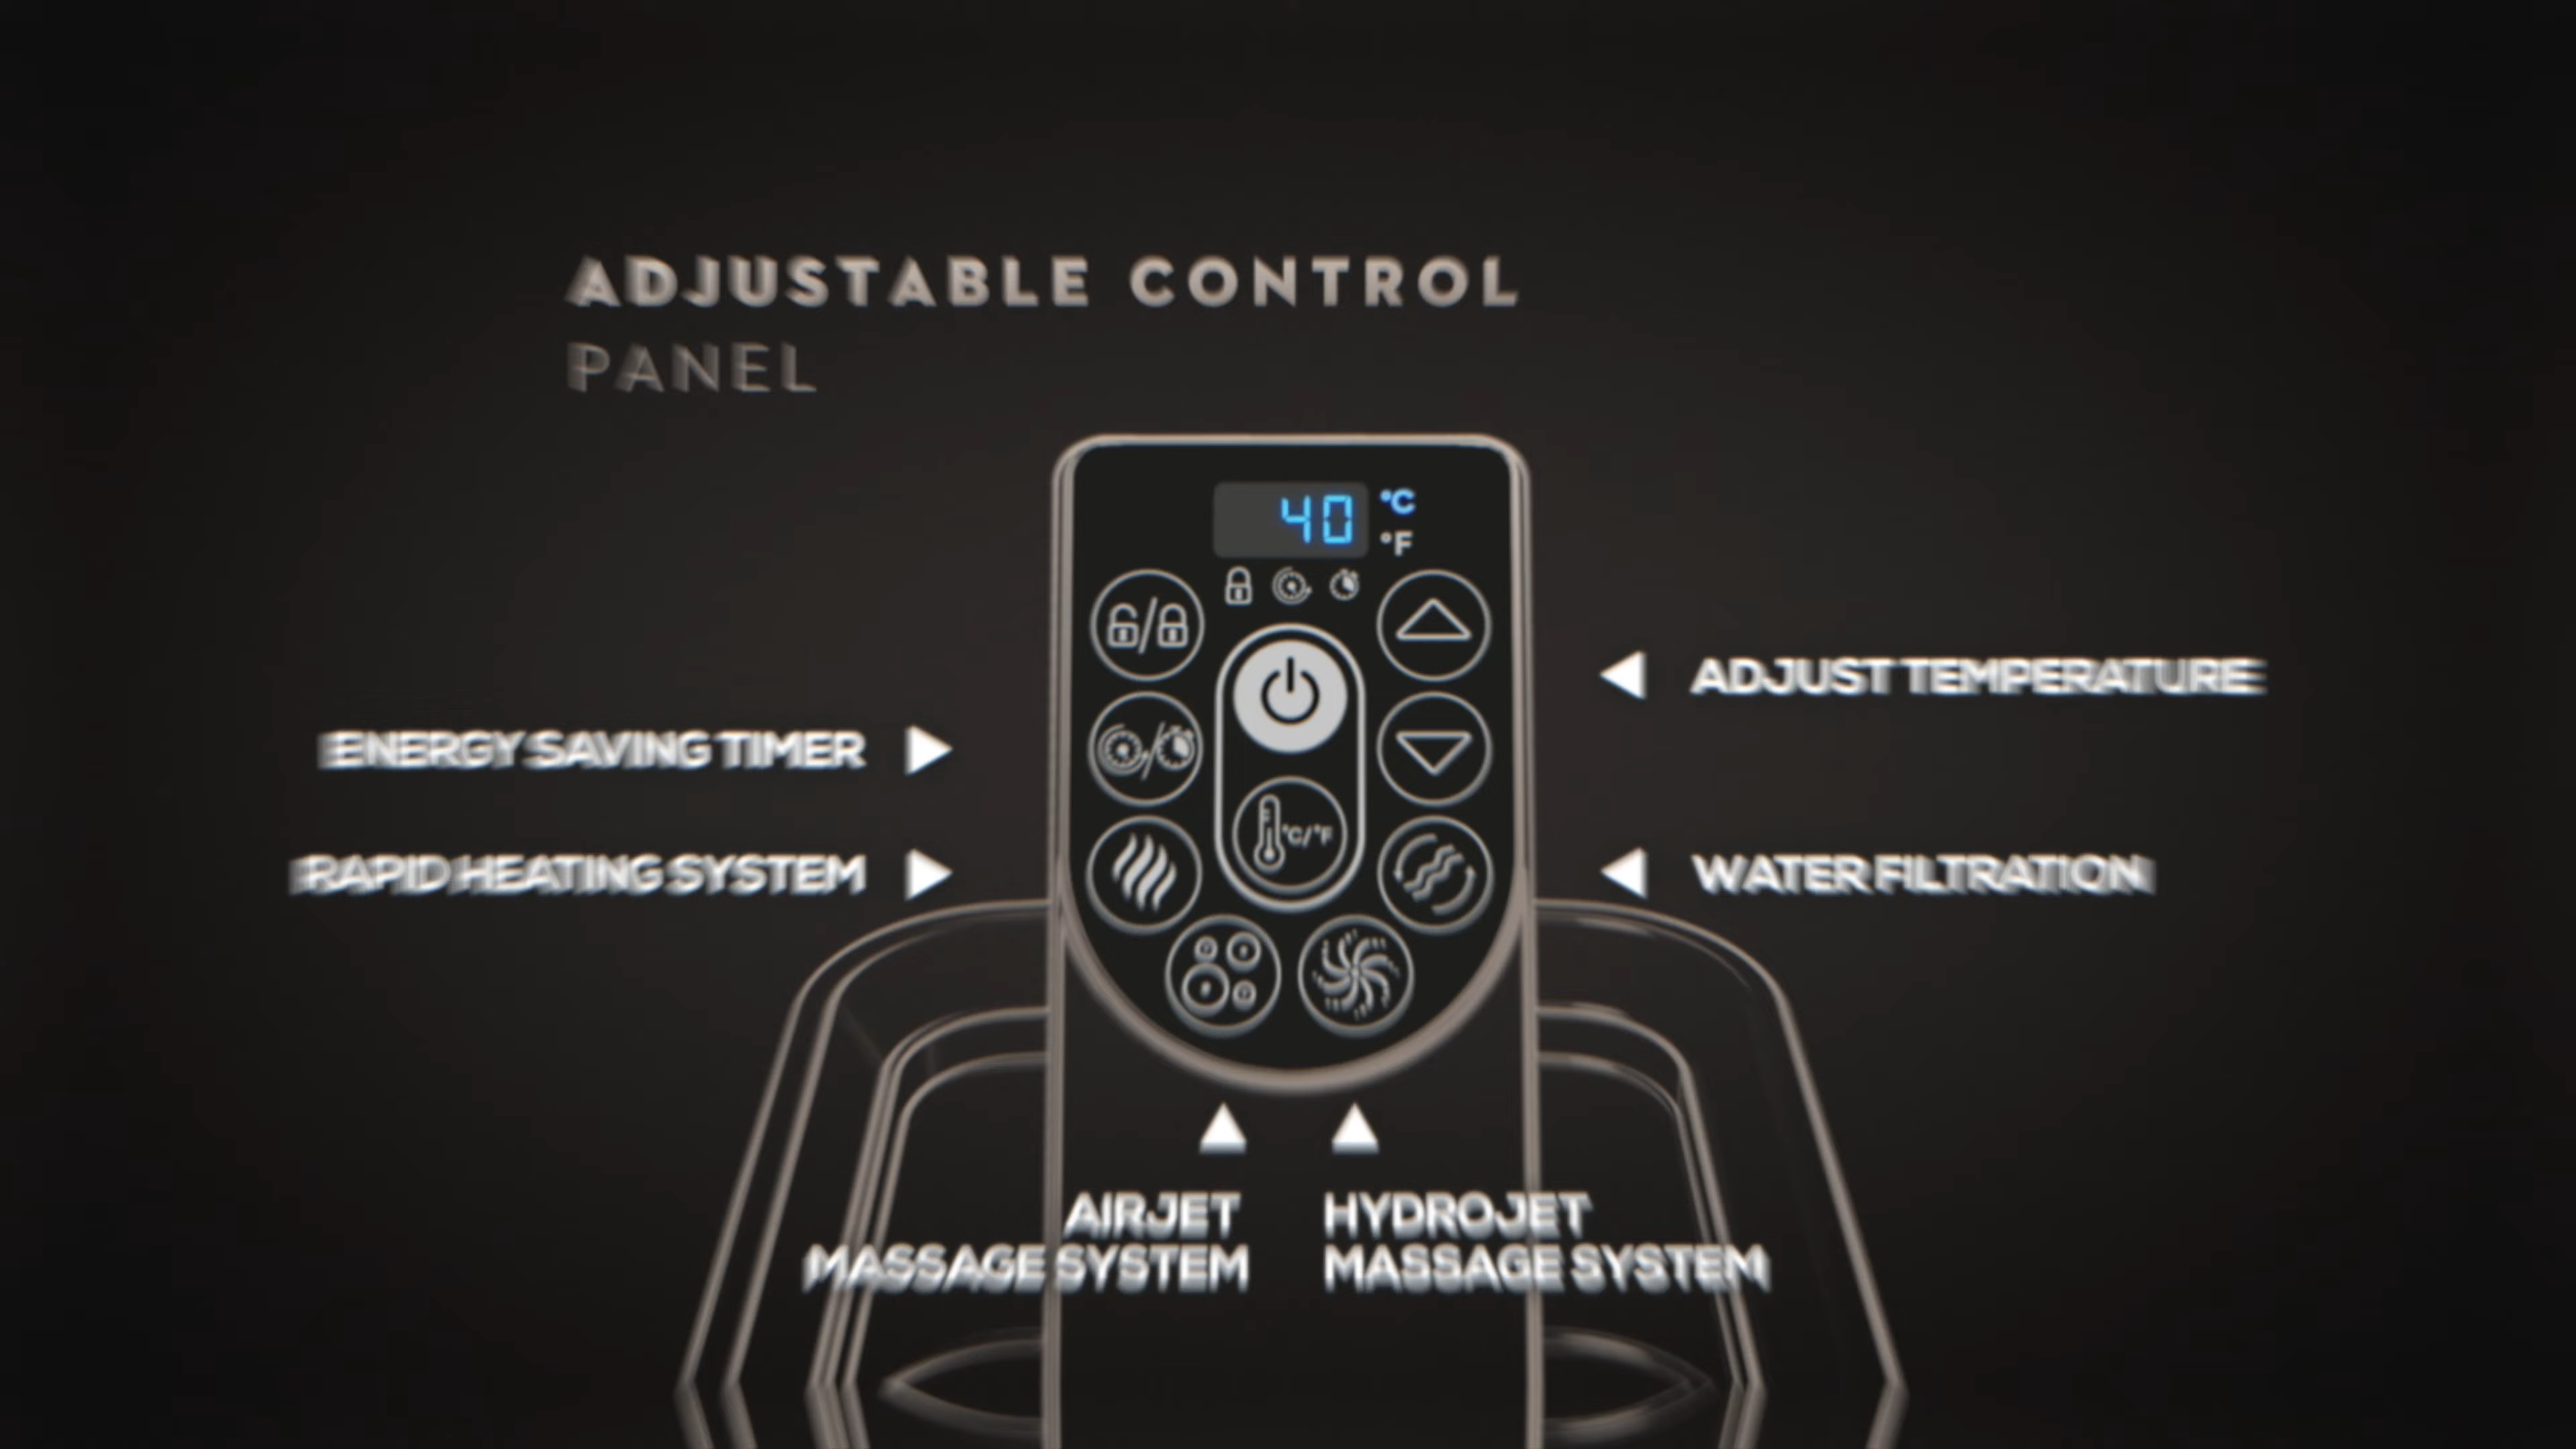 ADJUSTABLE CONTROL
PANEL
40 °C
°F
ADJUST TEMPERATURE
ENERGY SAVING TIMER
°C/°F
RAPID HEATING SYSTEM
WATER FILTRATION
AIRJET
MASSAGE SYSTEM
HYDROJET
MASSAGE SYSTEM